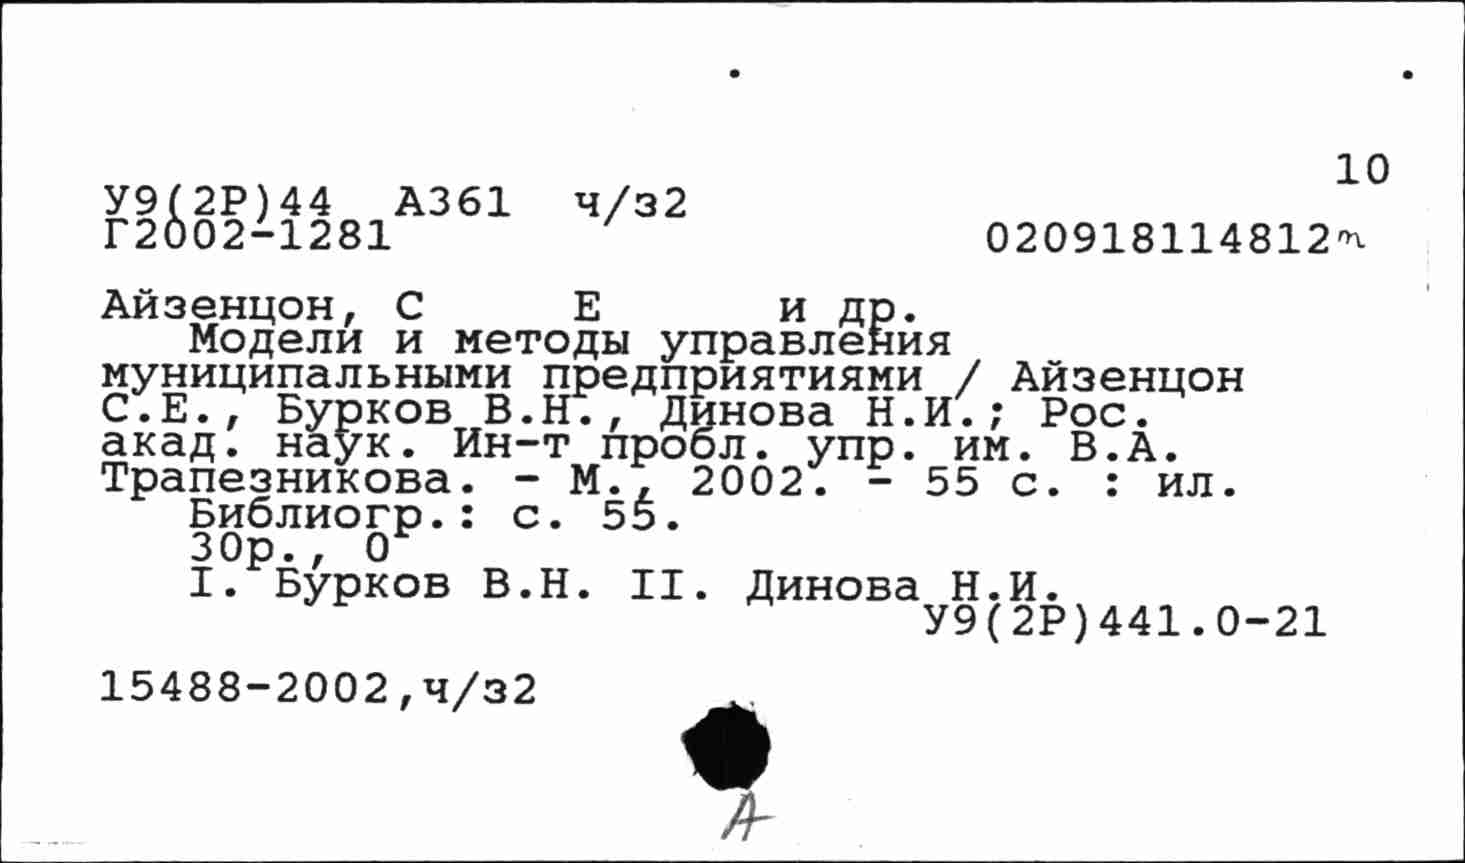 10
У9(2Р)44 А361 ч/з2
Г2002-1281
020918114812m
Айзенцон, С Е и др.
Модели и методы управления
муниципальными предприятиями / Айзенцон
С.Е., Бурков В.Н., Динова Н.И.; Рос.
акад. наук. Ин-т пробл. упр. им. В.А.
Трапезникова. - М., 2002. - 55 с. : ил.
Библиогр.: с. 55.
30р., 0
I. Бурков В.Н. II. Динова Н.И.
У9(2Р)441.0-21
15488-2002,ч/з2
А